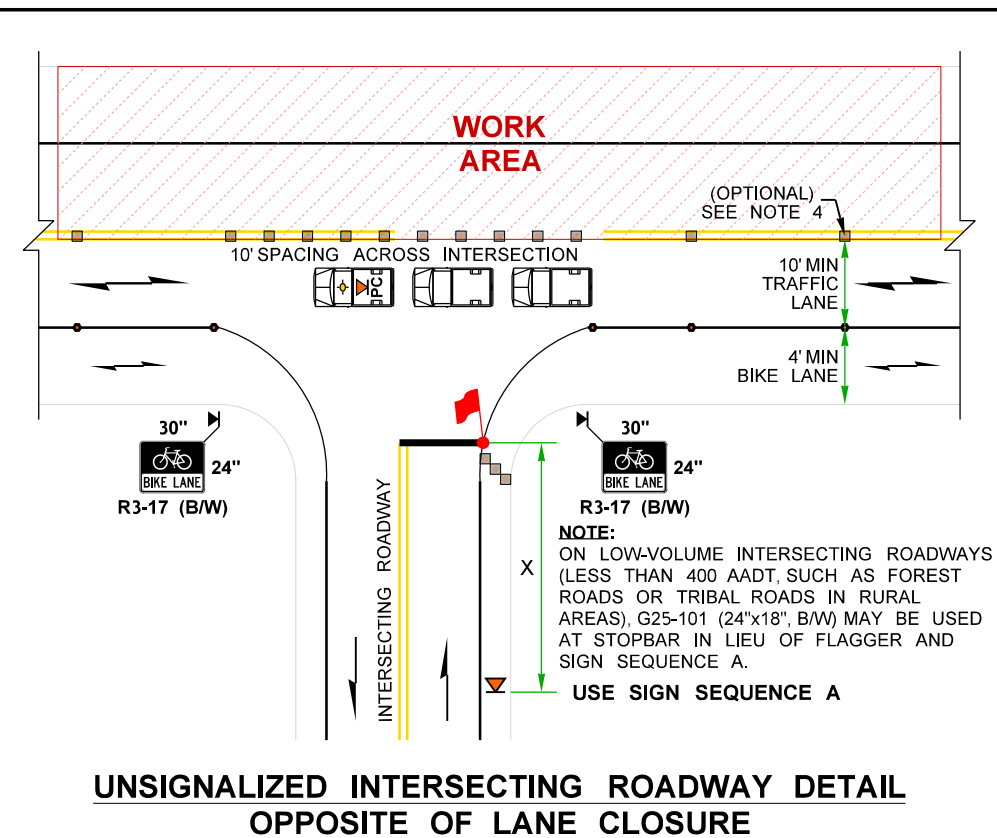 WORK
AREA
(OPTIONAL)
SEE NOTE 4
10' SPACING ACROSS INTERSECTION
PC
10' MIN
TRAFFIC
LANE
4' MIN
BIKE LANE
30"
24"
BIKE LANE
R3-17 (B/W)
30"
24"
BIKE LANE
R3-17 (B/W)
INTERSECTING ROADWAY
X
NOTE:
ON LOW-VOLUME INTERSECTING ROADWAYS
(LESS THAN 400 AADT, SUCH AS FOREST
ROADS OR TRIBAL ROADS IN RURAL
AREAS), G25-101 (24"x18", B/W) MAY BE USED
AT STOPBAR IN LIEU OF FLAGGER AND
SIGN SEQUENCE A.
USE SIGN SEQUENCE A
UNSIGNALIZED INTERSECTING ROADWAY DETAIL
OPPOSITE OF LANE CLOSURE